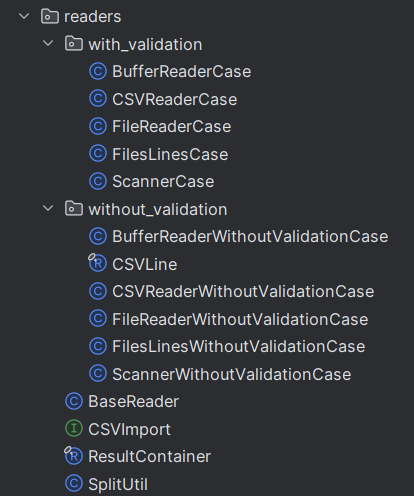 readers
with_validation
C BufferReaderCase
C CSVReaderCase
C FileReaderCase
C FilesLinesCase
C ScannerCase
without_validation
C BufferReaderWithoutValidationCase
R CSVLine
C CSVReaderWithoutValidationCase
C FileReaderWithoutValidationCase
C FilesLinesWithoutValidationCase
C ScannerWithoutValidationCase
C BaseReader
I CSVImport
R ResultContainer
C SplitUtil